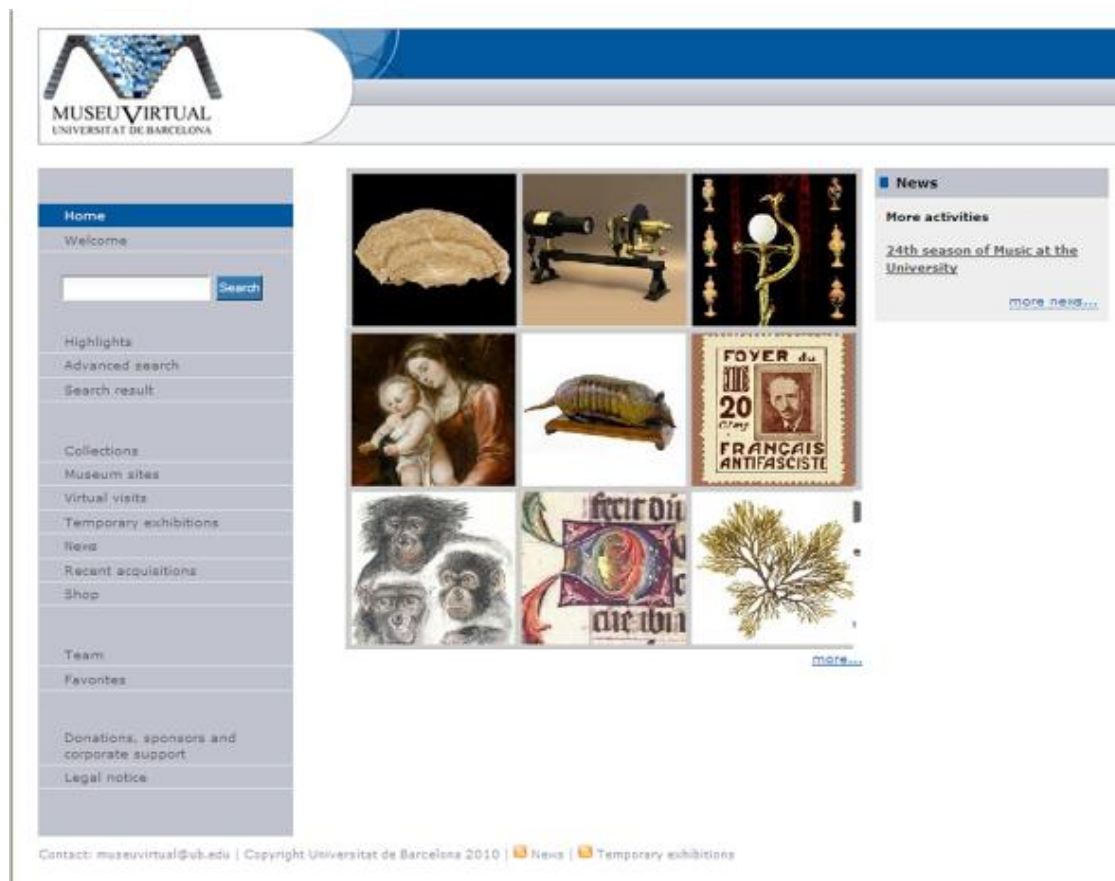 MUSEU VIRTUAL
UNIVERSITAT DE BARCELONA
Home
Welcome
Search
Highlights
Advanced search
Search result
Collections
Museum sites
Virtual visits
Temporary exhibitions
News
Recent acquisitions
Shop
Team
Favorites
Donations, sponsors and
corporate support
Legal notice
FOYER du
20
FRANÇAIS
ANTIFASCISTE
fecit
more...
News
More activities
24th season of Music at the
University
more news...
Contact: museuvirtual@ub.edu | Copyright Universitat de Barcelona 2010 | News | Temporary exhibitions